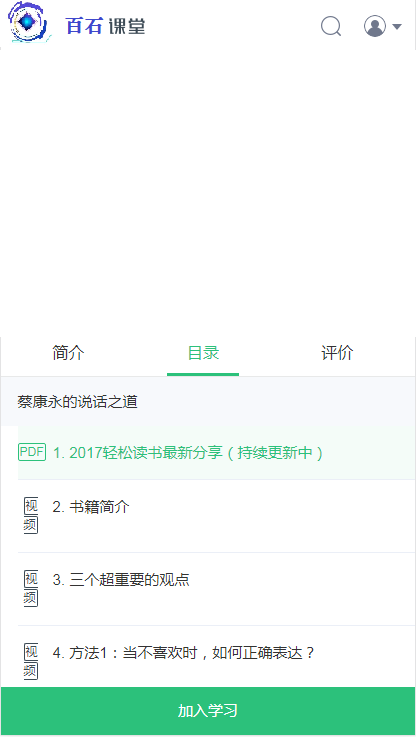 百石课堂
简介 目录 评价
蔡康永的说话之道
PDF 1. 2017轻松读书最新分享（持续更新中）
视频 2. 书籍简介
视频 3. 三个超重要的观点
视频 4. 方法1：当不喜欢时，如何正确表达？
加入学习